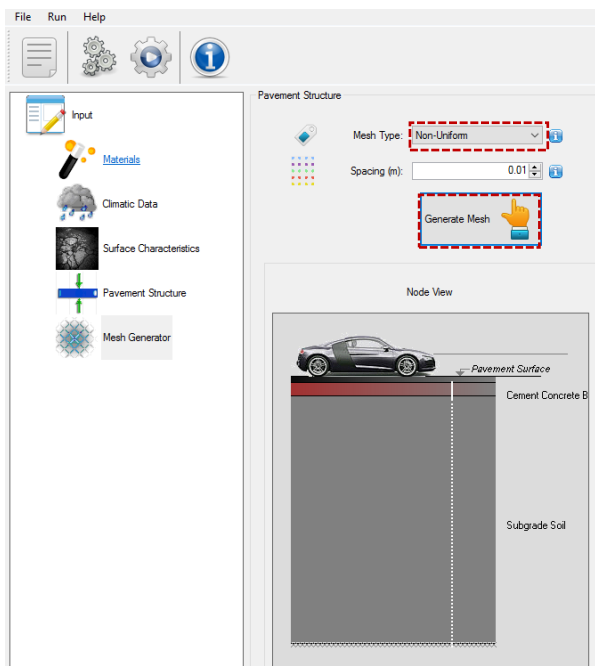 File Run Help
Input
Materials
Climatic Data
Surface Characteristics
Pavement Structure
Mesh Generator
Pavement Structure
Mesh Type: Non-Uniform
Spacing (m): 0.01
Generate Mesh
Node View
Pavement Surface
Cement Concrete B
Subgrade Soil